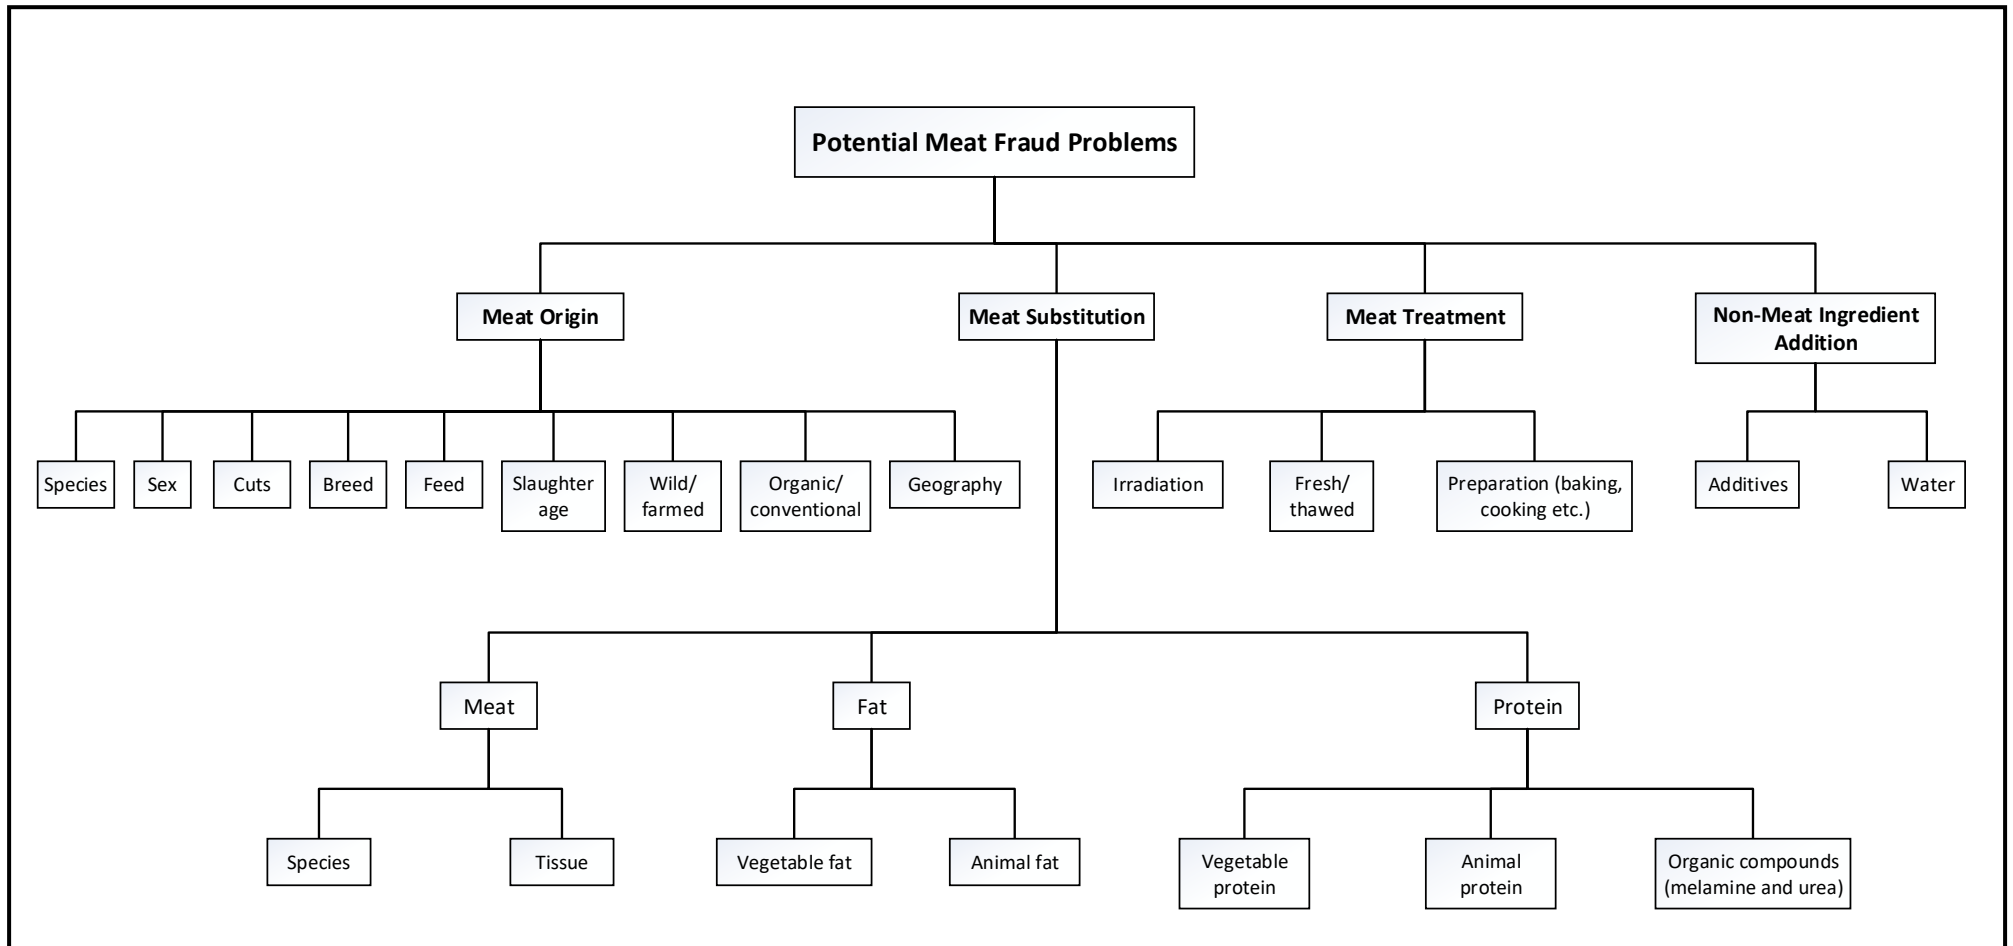 Potential Meat Fraud Problems
Meat Origin
Meat Substitution
Meat Treatment
Non-Meat Ingredient
Addition
Species
Sex
Cuts
Breed
Feed
Slaughter
age
Wild/
farmed
Organic/
conventional
Geography
Irradiation
Fresh/
thawed
Preparation (baking,
cooking etc.)
Additives
Water
Meat
Fat
Protein
Species
Tissue
Vegetable fat
Animal fat
Vegetable
protein
Animal
protein
Organic compounds
(melamine and urea)